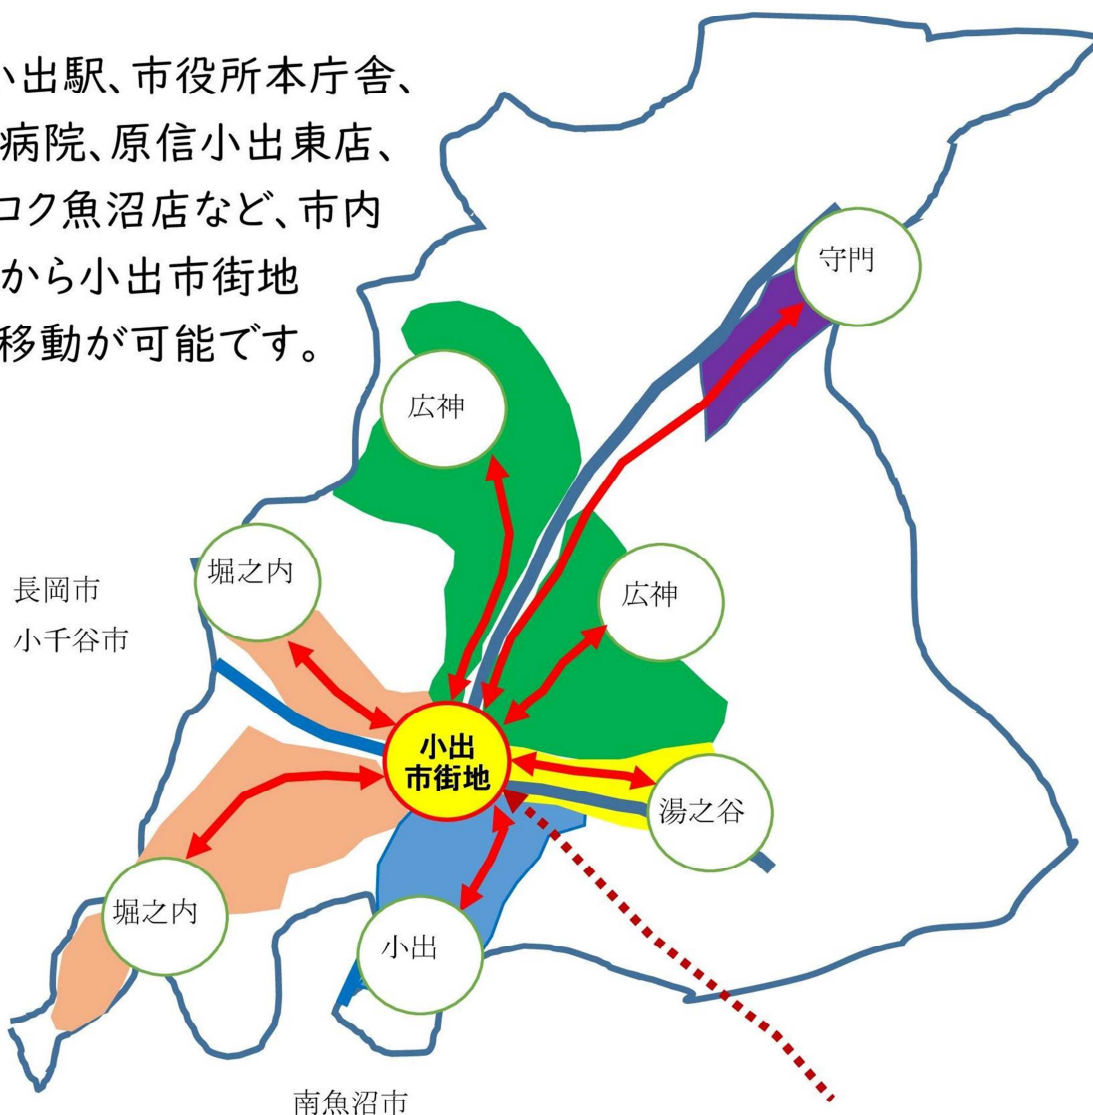 小出駅、市役所本庁舎、
病院、原信小出東店、
コク魚沼店など、市内
から小出市街地
移動が可能です。
守門
広神
堀之内
広神
長岡市
小千谷市
小出
市街地
湯之谷
堀之内
小出
南魚沼市